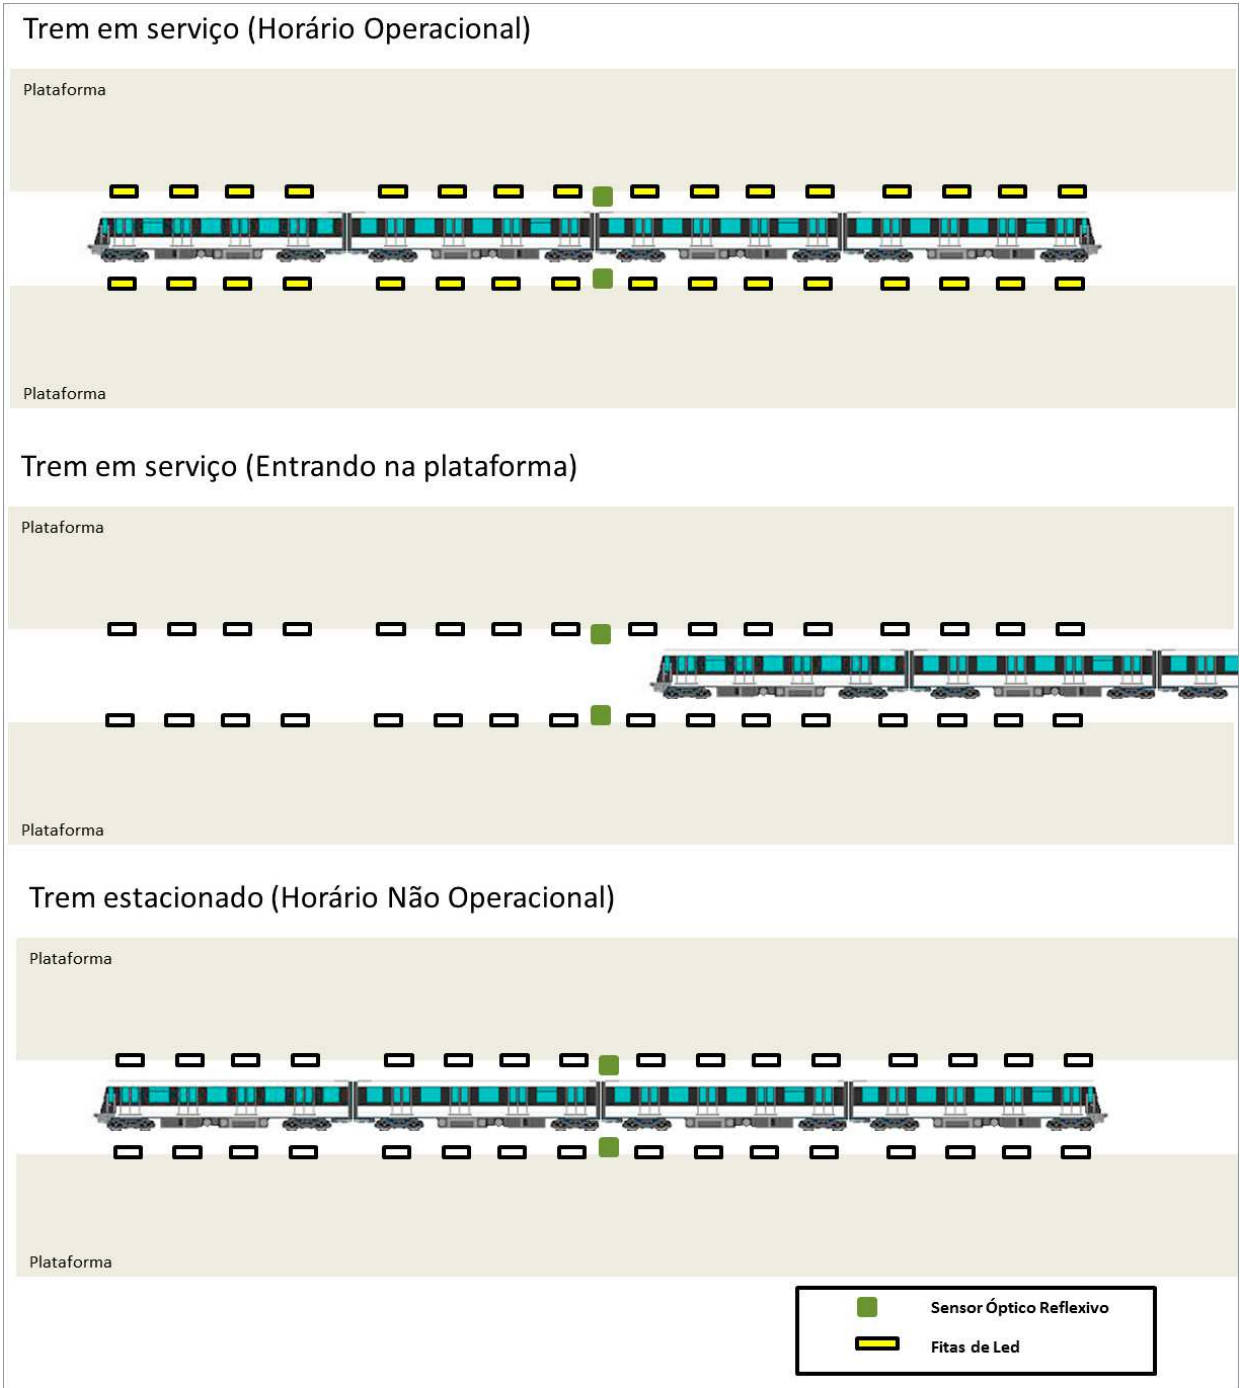 Trem em serviço (Horário Operacional)
Plataforma
Plataforma
Trem em serviço (Entrando na plataforma)
Plataforma
Plataforma
Trem estacionado (Horário Não Operacional)
Plataforma
Plataforma
Sensor Óptico Reflexivo
Fitas de Led